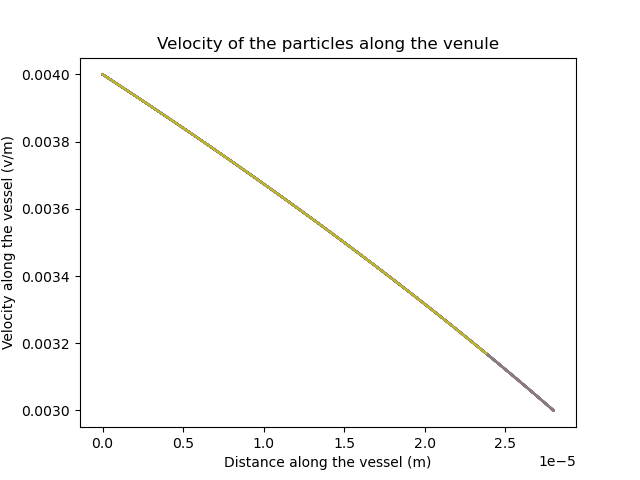 Velocity of the particles along the venule
0.0040
0.0038
0.0036
0.0034
0.0032
0.0030
Velocity along the vessel (v/m)
0.0 0.5 1.0 1.5 2.0 2.5
1e−5
Distance along the vessel (m)